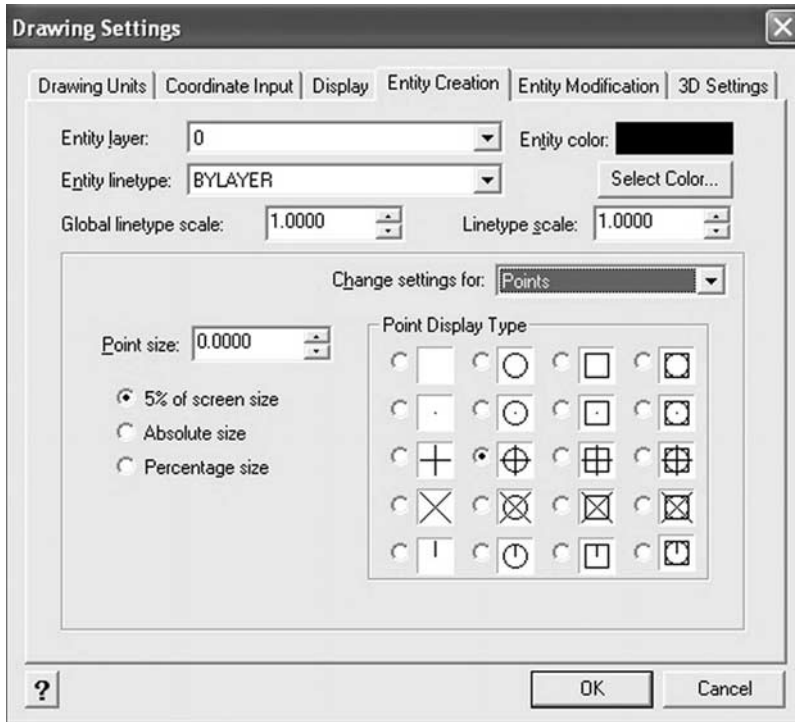 Drawing Settings
Drawing Units Coordinate Input Display Entity Creation Entity Modification 3D Settings
Entity layer: 0 Entity color:
Entity linetype: BYLAYER Select Color...
Global linetype scale: 1.0000 Linetype scale: 1.0000
Change settings for: Points
Point size: 0.0000 Point Display Type
5% of screen size
Absolute size
Percentage size
? OK Cancel